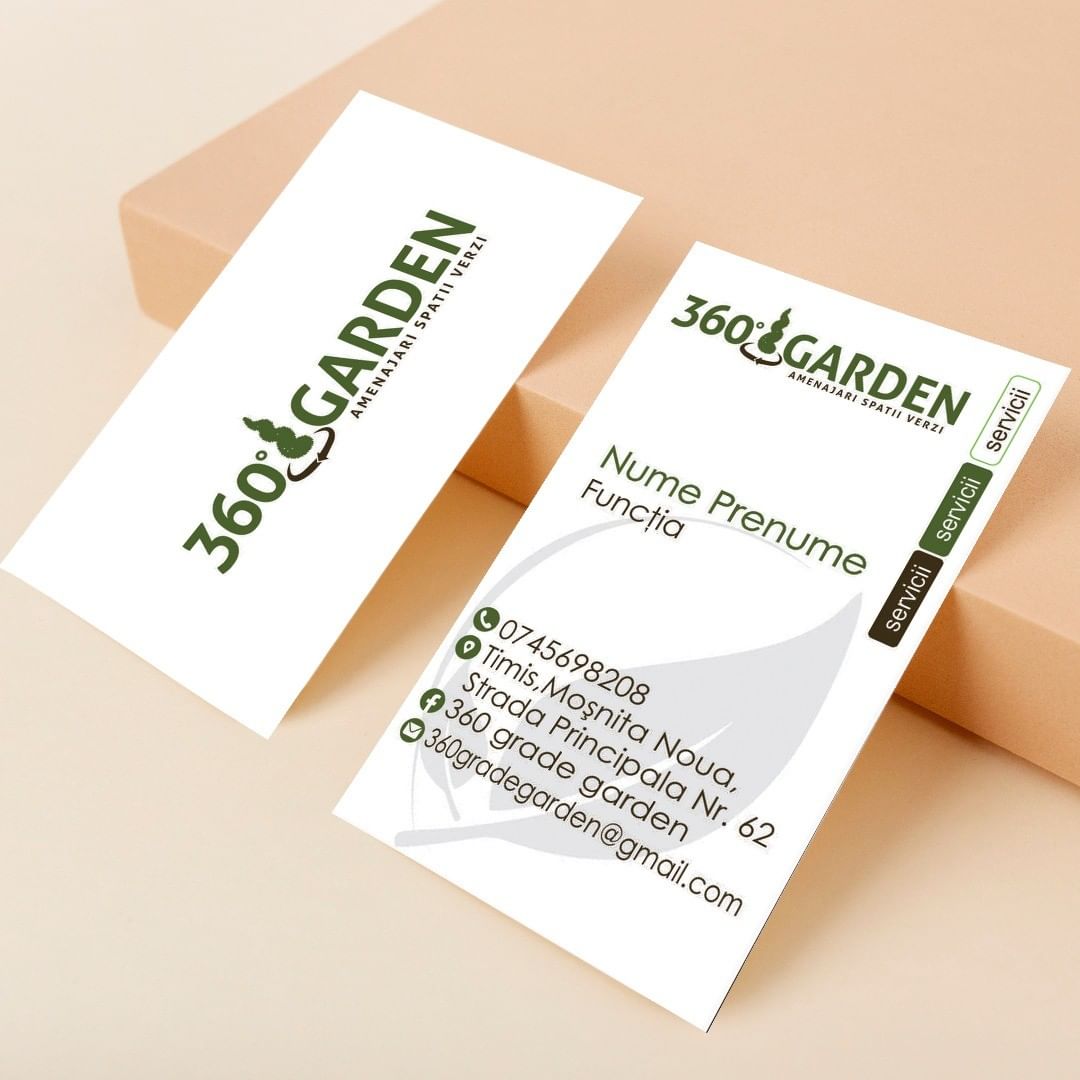 360°GARDEN
AMENAJARI SPATII VERZI
360°GARDEN
AMENAJARI SPATII VERZI
servicii
servicii
servicii
Nume Prenume
Funcția
0745698208
Timis,Moşnita Noua,
Strada Principala Nr. 62
360 grade garden
360gradegarden@gmail.com